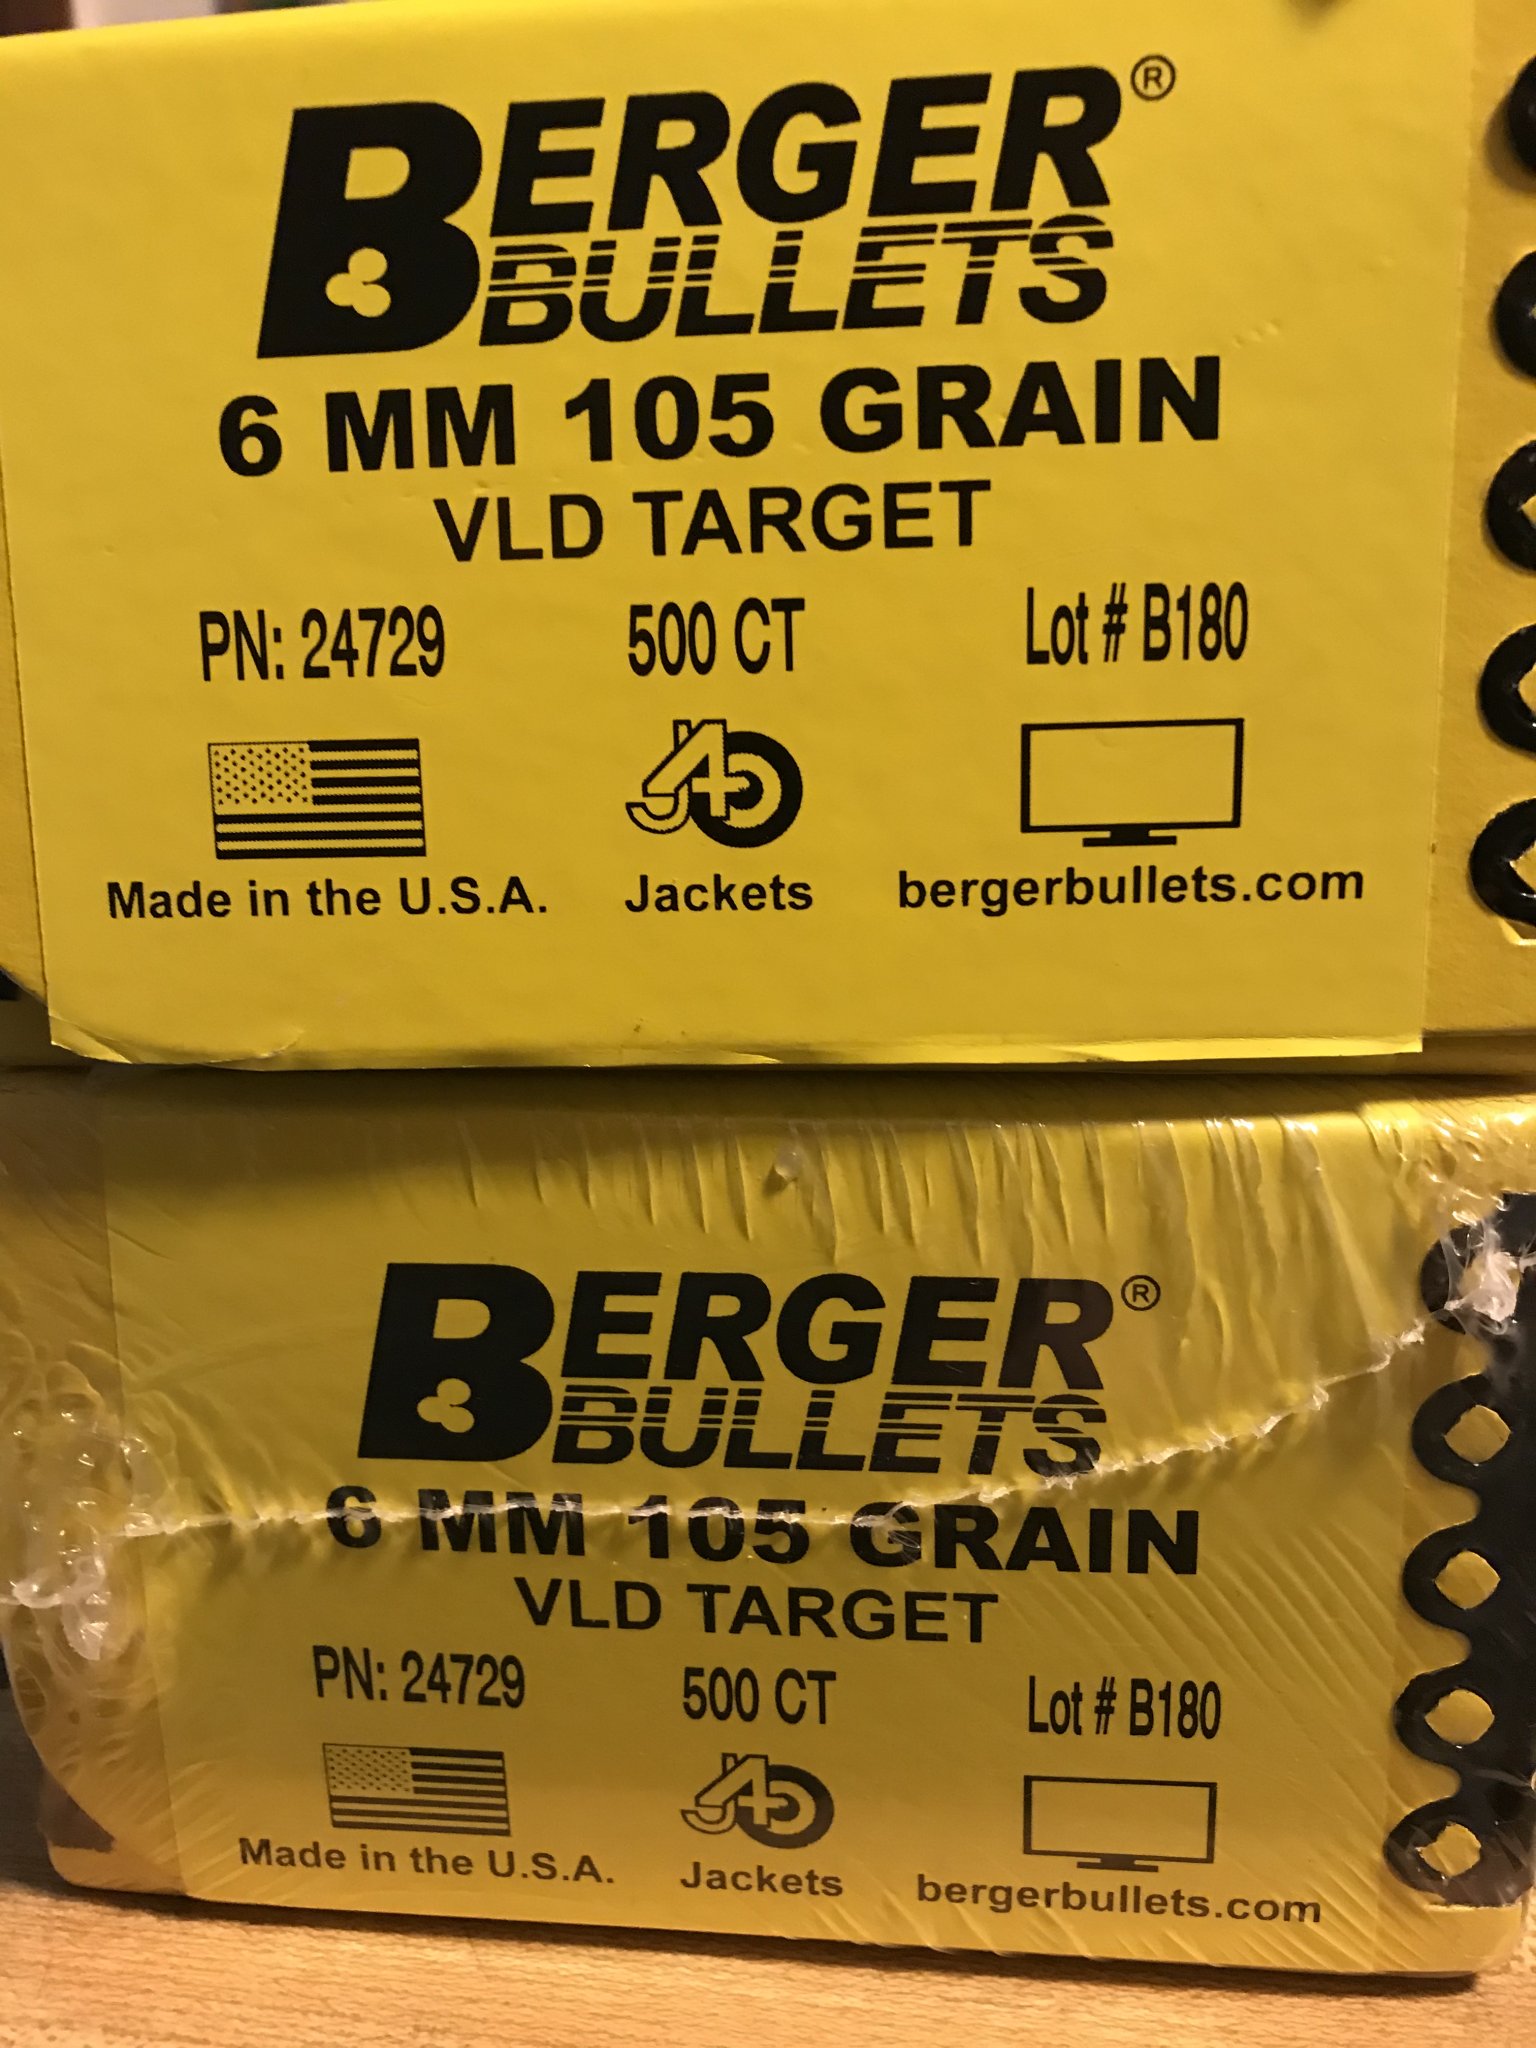 BERGER®
BULLETS
6 MM 105 GRAIN
VLD TARGET
PN: 24729 500 CT Lot # B180
J4
Made in the U.S.A. Jackets bergerbullets.com
BERGER®
BULLETS
6 MM 105 GRAIN
VLD TARGET
PN: 24729 500 CT Lot # B180
J4
Made in the U.S.A. Jackets bergerbullets.com